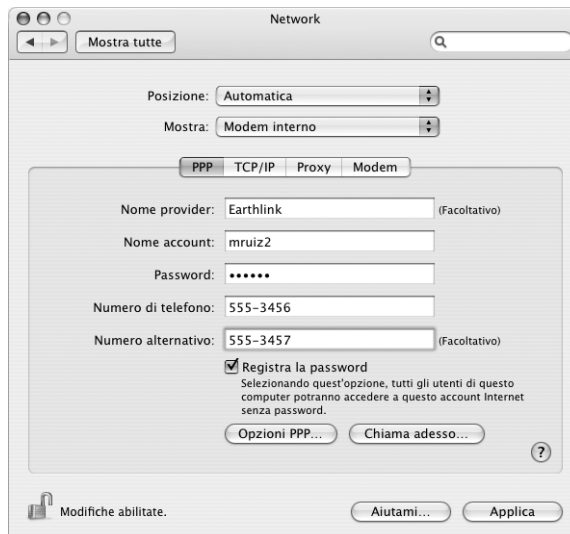 Network
Mostra tutte
Posizione: Automatica
Mostra: Modem interno
PPP TCP/IP Proxy Modem
Nome provider: Earthlink (Facoltativo)
Nome account: mruiz2
Password: ••••••
Numero di telefono: 555-3456
Numero alternativo: 555-3457 (Facoltativo)
Registra la password
Selezionando quest'opzione, tutti gli utenti di questo
computer potranno accedere a questo account Internet
senza password.
Opzioni PPP... Chiama adesso...
?
Modifiche abilitate. Aiutami... Applica